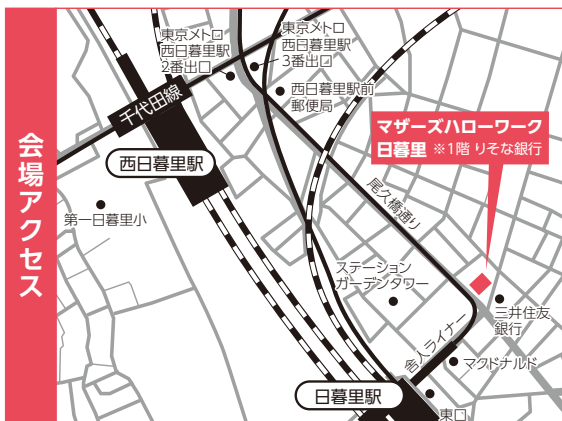 会場アクセス
東京メトロ
西日暮里駅
2番出口
東京メトロ
西日暮里駅
3番出口
千代田線
西日暮里駅前
郵便局
マザーズハローワーク
日暮里 ※1階 りそな銀行
西日暮里駅
尾久橋通り
第一日暮里小
ステーション
ガーデンタワー
三井住友
銀行
舎人ライナー
マクドナルド
日暮里駅
東口